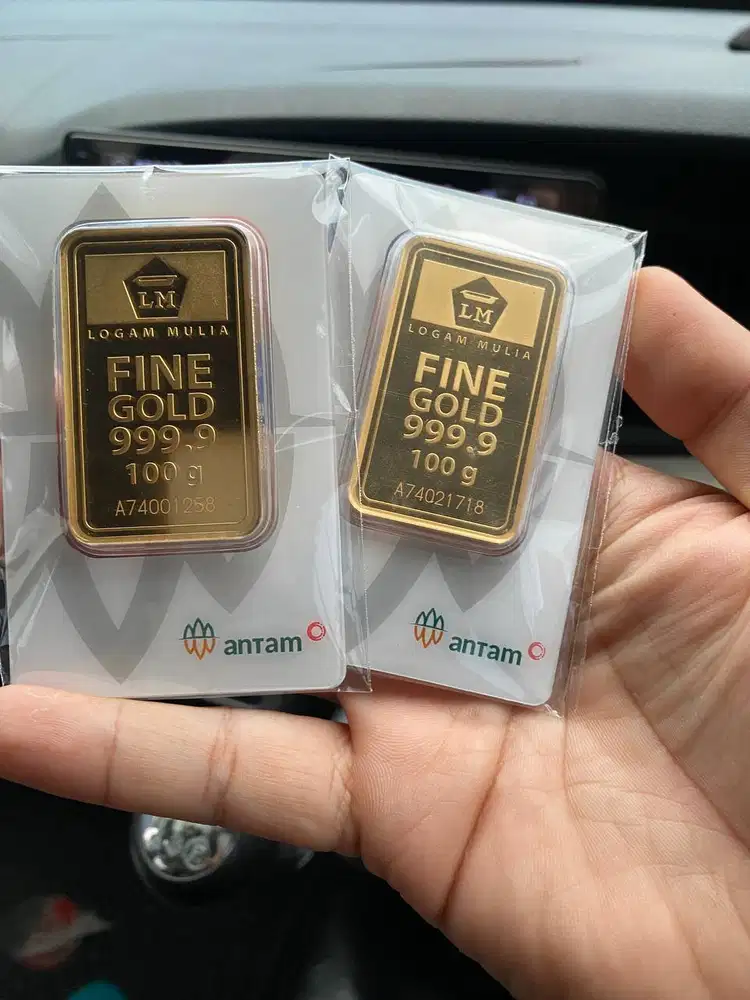 LM
LOGAM MULIA
FINE
GOLD
999.9
100 g
A74001258
antam
LM
LOGAM MULIA
FINE
GOLD
999.9
100 g
A74021718
antam